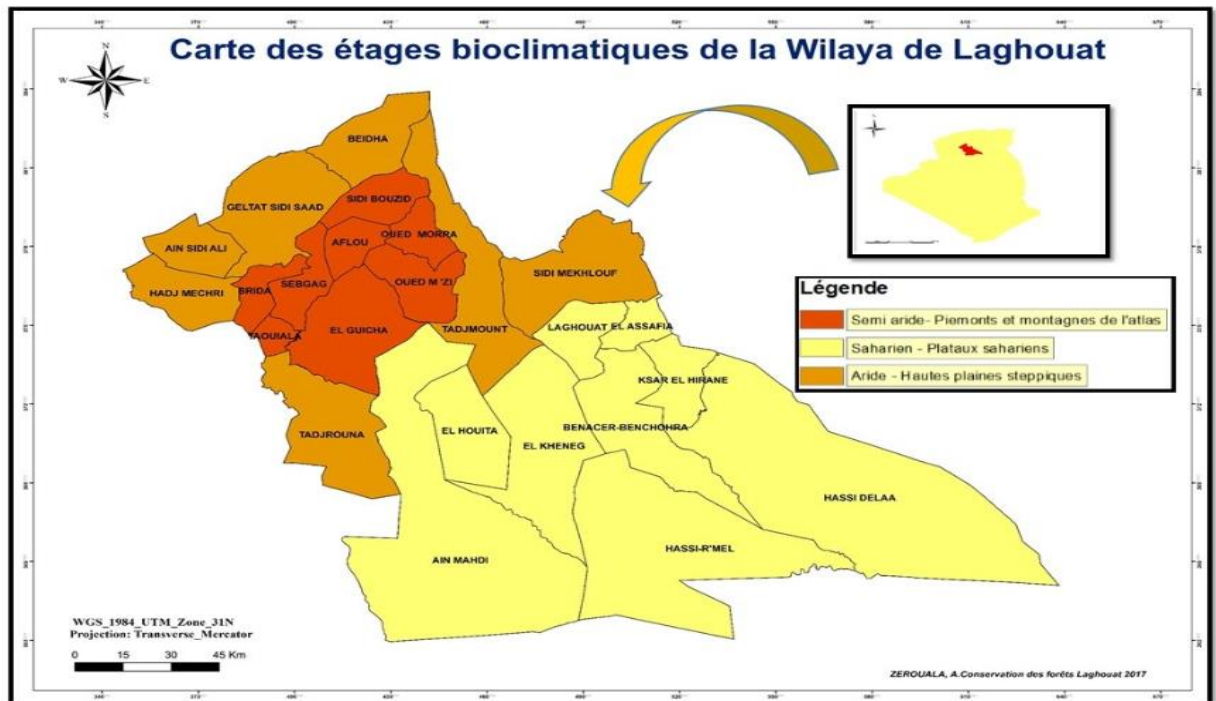 Carte des étages bioclimatiques de la Wilaya de Laghouat
N
W E
S
BEIDHA
SIDI BOUZID
GELTAT SIDI SAAD
OUED MORRA
AFLOU
AIN SIDI ALI
SIDI MEKHLOUF
OUED M 'ZI
SEBGAG
BRIDA
HADJ MECHRI
TAOUIALA
EL GUICHA
TADJMOUNT
LAGHOUAT
EL ASSAFIA
KSAR EL HIRANE
TADJROUNA
EL HOUITA
EL KHENEG
BENACER-BENCHOHRA
HASSI DELAA
AIN MAHDI
HASSI-R'MEL
Légende
Semi aride- Piemonts et montagnes de l'atlas
Saharien - Plataux sahariens
Aride - Hautes plaines steppiques
WGS_1984_UTM_Zone_31N
Projection: Transverse_Mercator
0 15 30 45 Km
ZEROUALA, A.Conservation des forêts Laghouat 2017